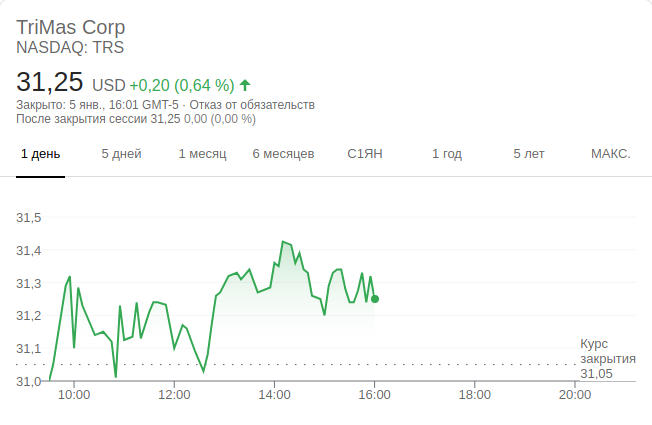 TriMas Corp
NASDAQ: TRS
31,25 USD +0,20 (0,64 %)
Закрыто: 5 янв., 16:01 GMT-5 · Отказ от обязательств
После закрытия сессии 31,25 0,00 (0,00 %)
1 день 5 дней 1 месяц 6 месяцев С1ЯН 1 год 5 лет МАКС.
31,5
31,4
31,3
31,2
31,1
31,0
Курс
закрытия
31,05
10:00 12:00 14:00 16:00 18:00 20:00